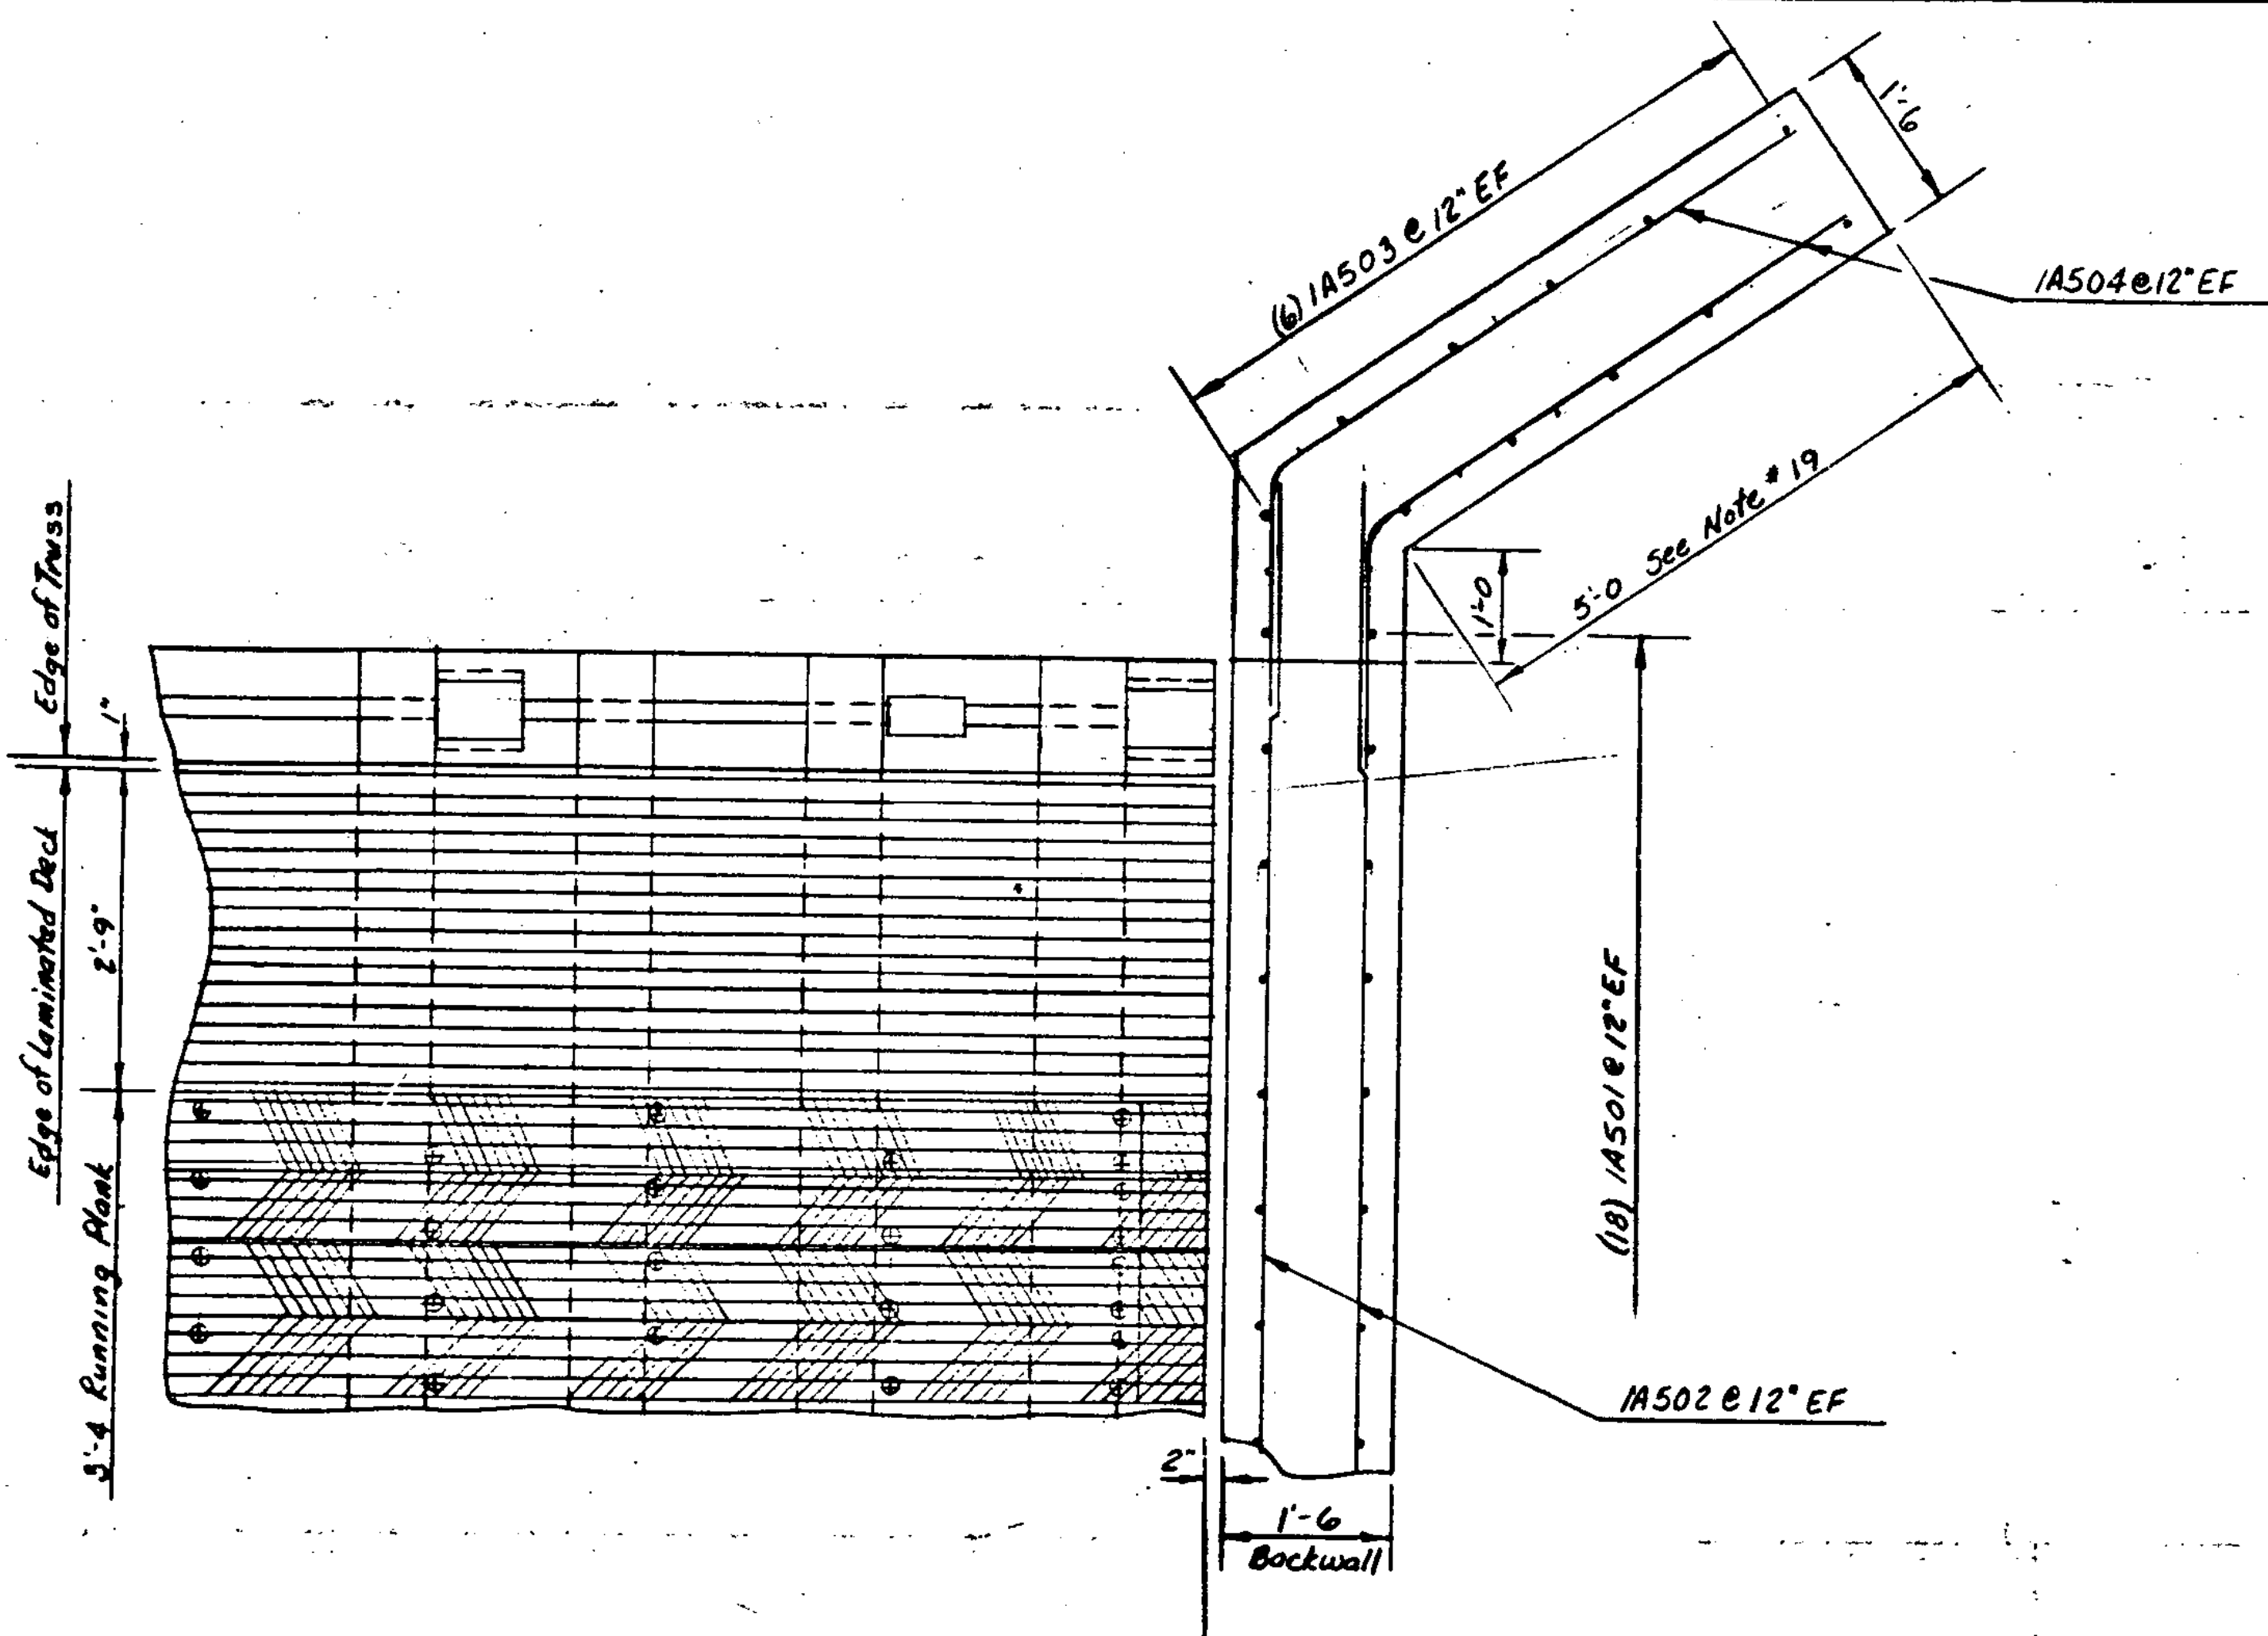 1'-6
(6) 1A503 @ 12" EF
1A504 @ 12" EF
5'-0 See Note #19
1'-0
Edge of Truss
1"
Edge of Laminated Deck
2'-9"
3'-4 Running Plank
(18) 1A501 @ 12" EF
1A502 @ 12" EF
2"
1'-6
Backwall